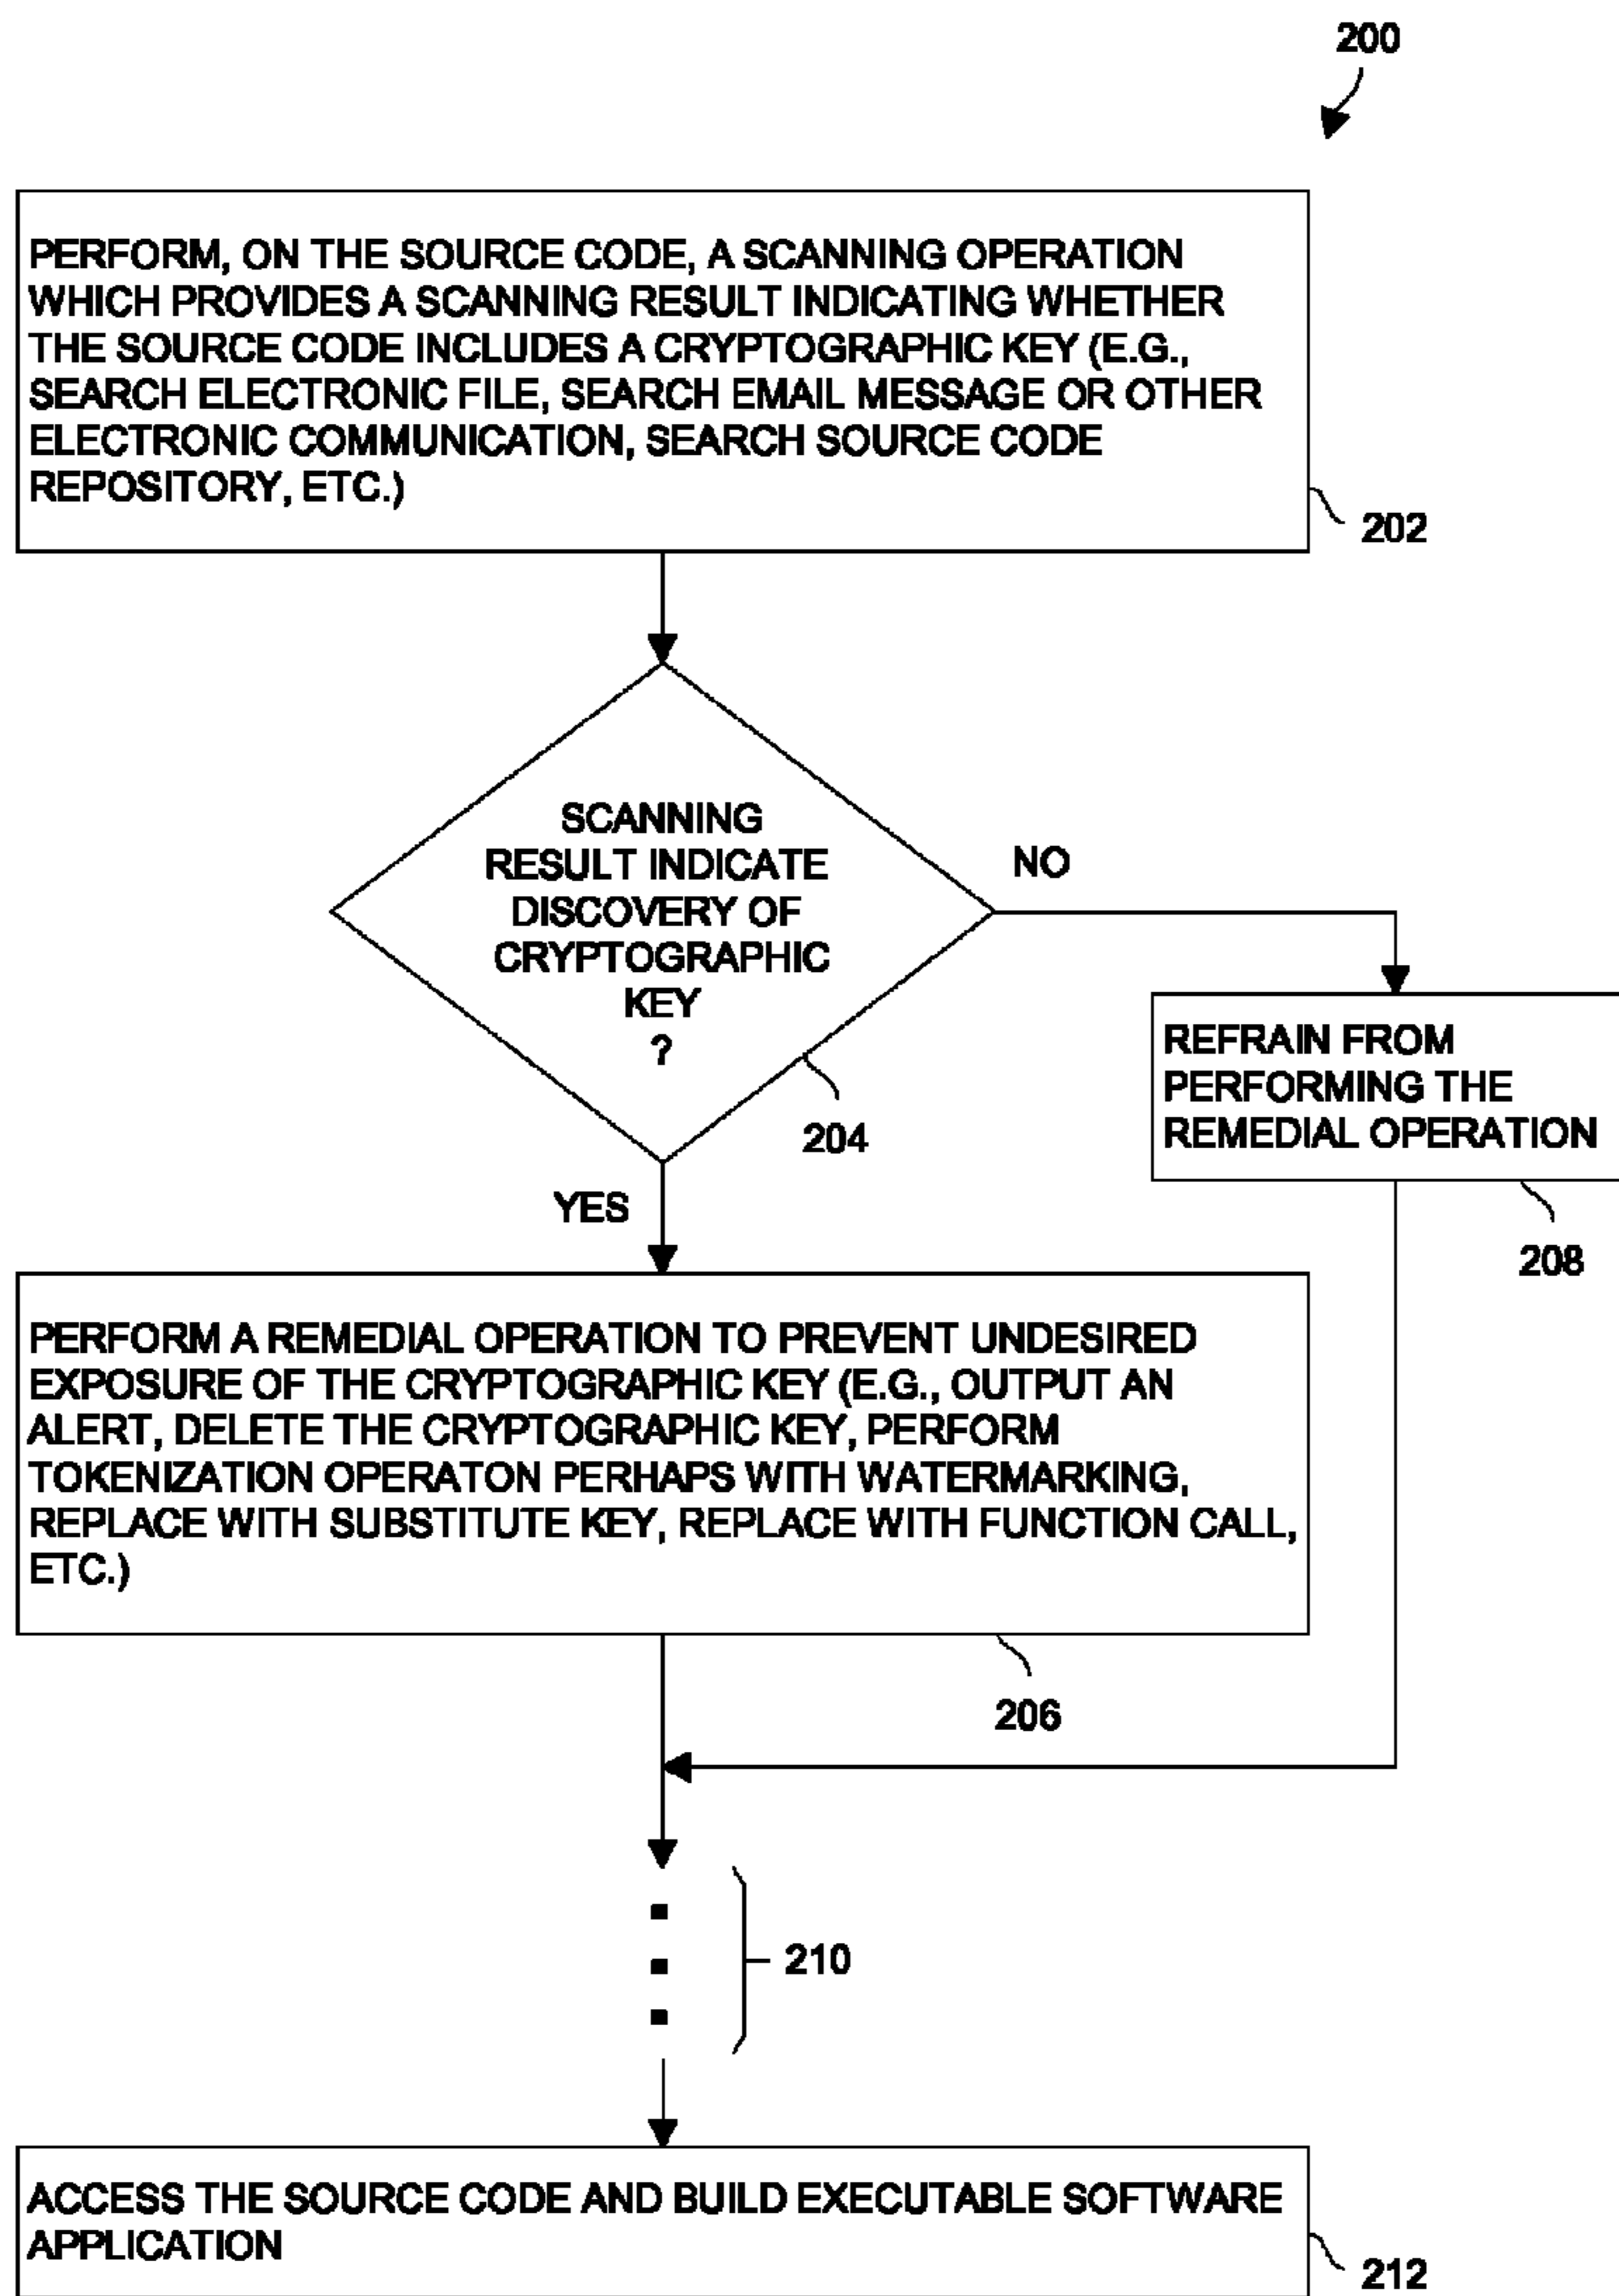 200
PERFORM, ON THE SOURCE CODE, A SCANNING OPERATION
WHICH PROVIDES A SCANNING RESULT INDICATING WHETHER
THE SOURCE CODE INCLUDES A CRYPTOGRAPHIC KEY (E.G.,
SEARCH ELECTRONIC FILE, SEARCH EMAIL MESSAGE OR OTHER
ELECTRONIC COMMUNICATION, SEARCH SOURCE CODE
REPOSITORY, ETC.)
202
SCANNING
RESULT INDICATE
DISCOVERY OF
CRYPTOGRAPHIC
KEY
?
204
NO
REFRAIN FROM
PERFORMING THE
REMEDIAL OPERATION
208
YES
PERFORM A REMEDIAL OPERATION TO PREVENT UNDESIRED
EXPOSURE OF THE CRYPTOGRAPHIC KEY (E.G., OUTPUT AN
ALERT, DELETE THE CRYPTOGRAPHIC KEY, PERFORM
TOKENIZATION OPERATON PERHAPS WITH WATERMARKING,
REPLACE WITH SUBSTITUTE KEY, REPLACE WITH FUNCTION CALL,
ETC.)
206
210
ACCESS THE SOURCE CODE AND BUILD EXECUTABLE SOFTWARE
APPLICATION
212